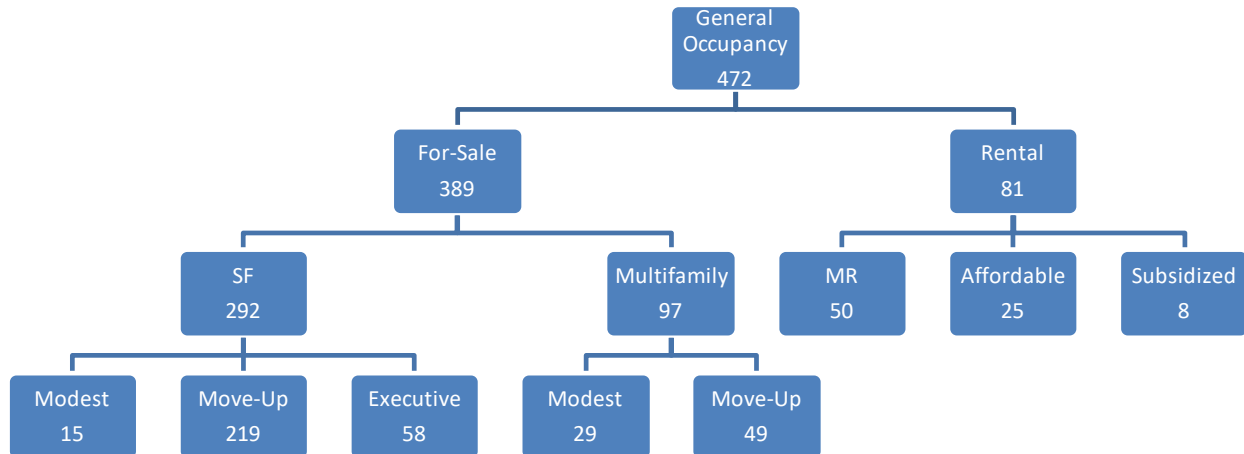 General
Occupancy
472
For-Sale
389
Rental
81
SF
292
Multifamily
97
MR
50
Affordable
25
Subsidized
8
Modest
15
Move-Up
219
Executive
58
Modest
29
Move-Up
49